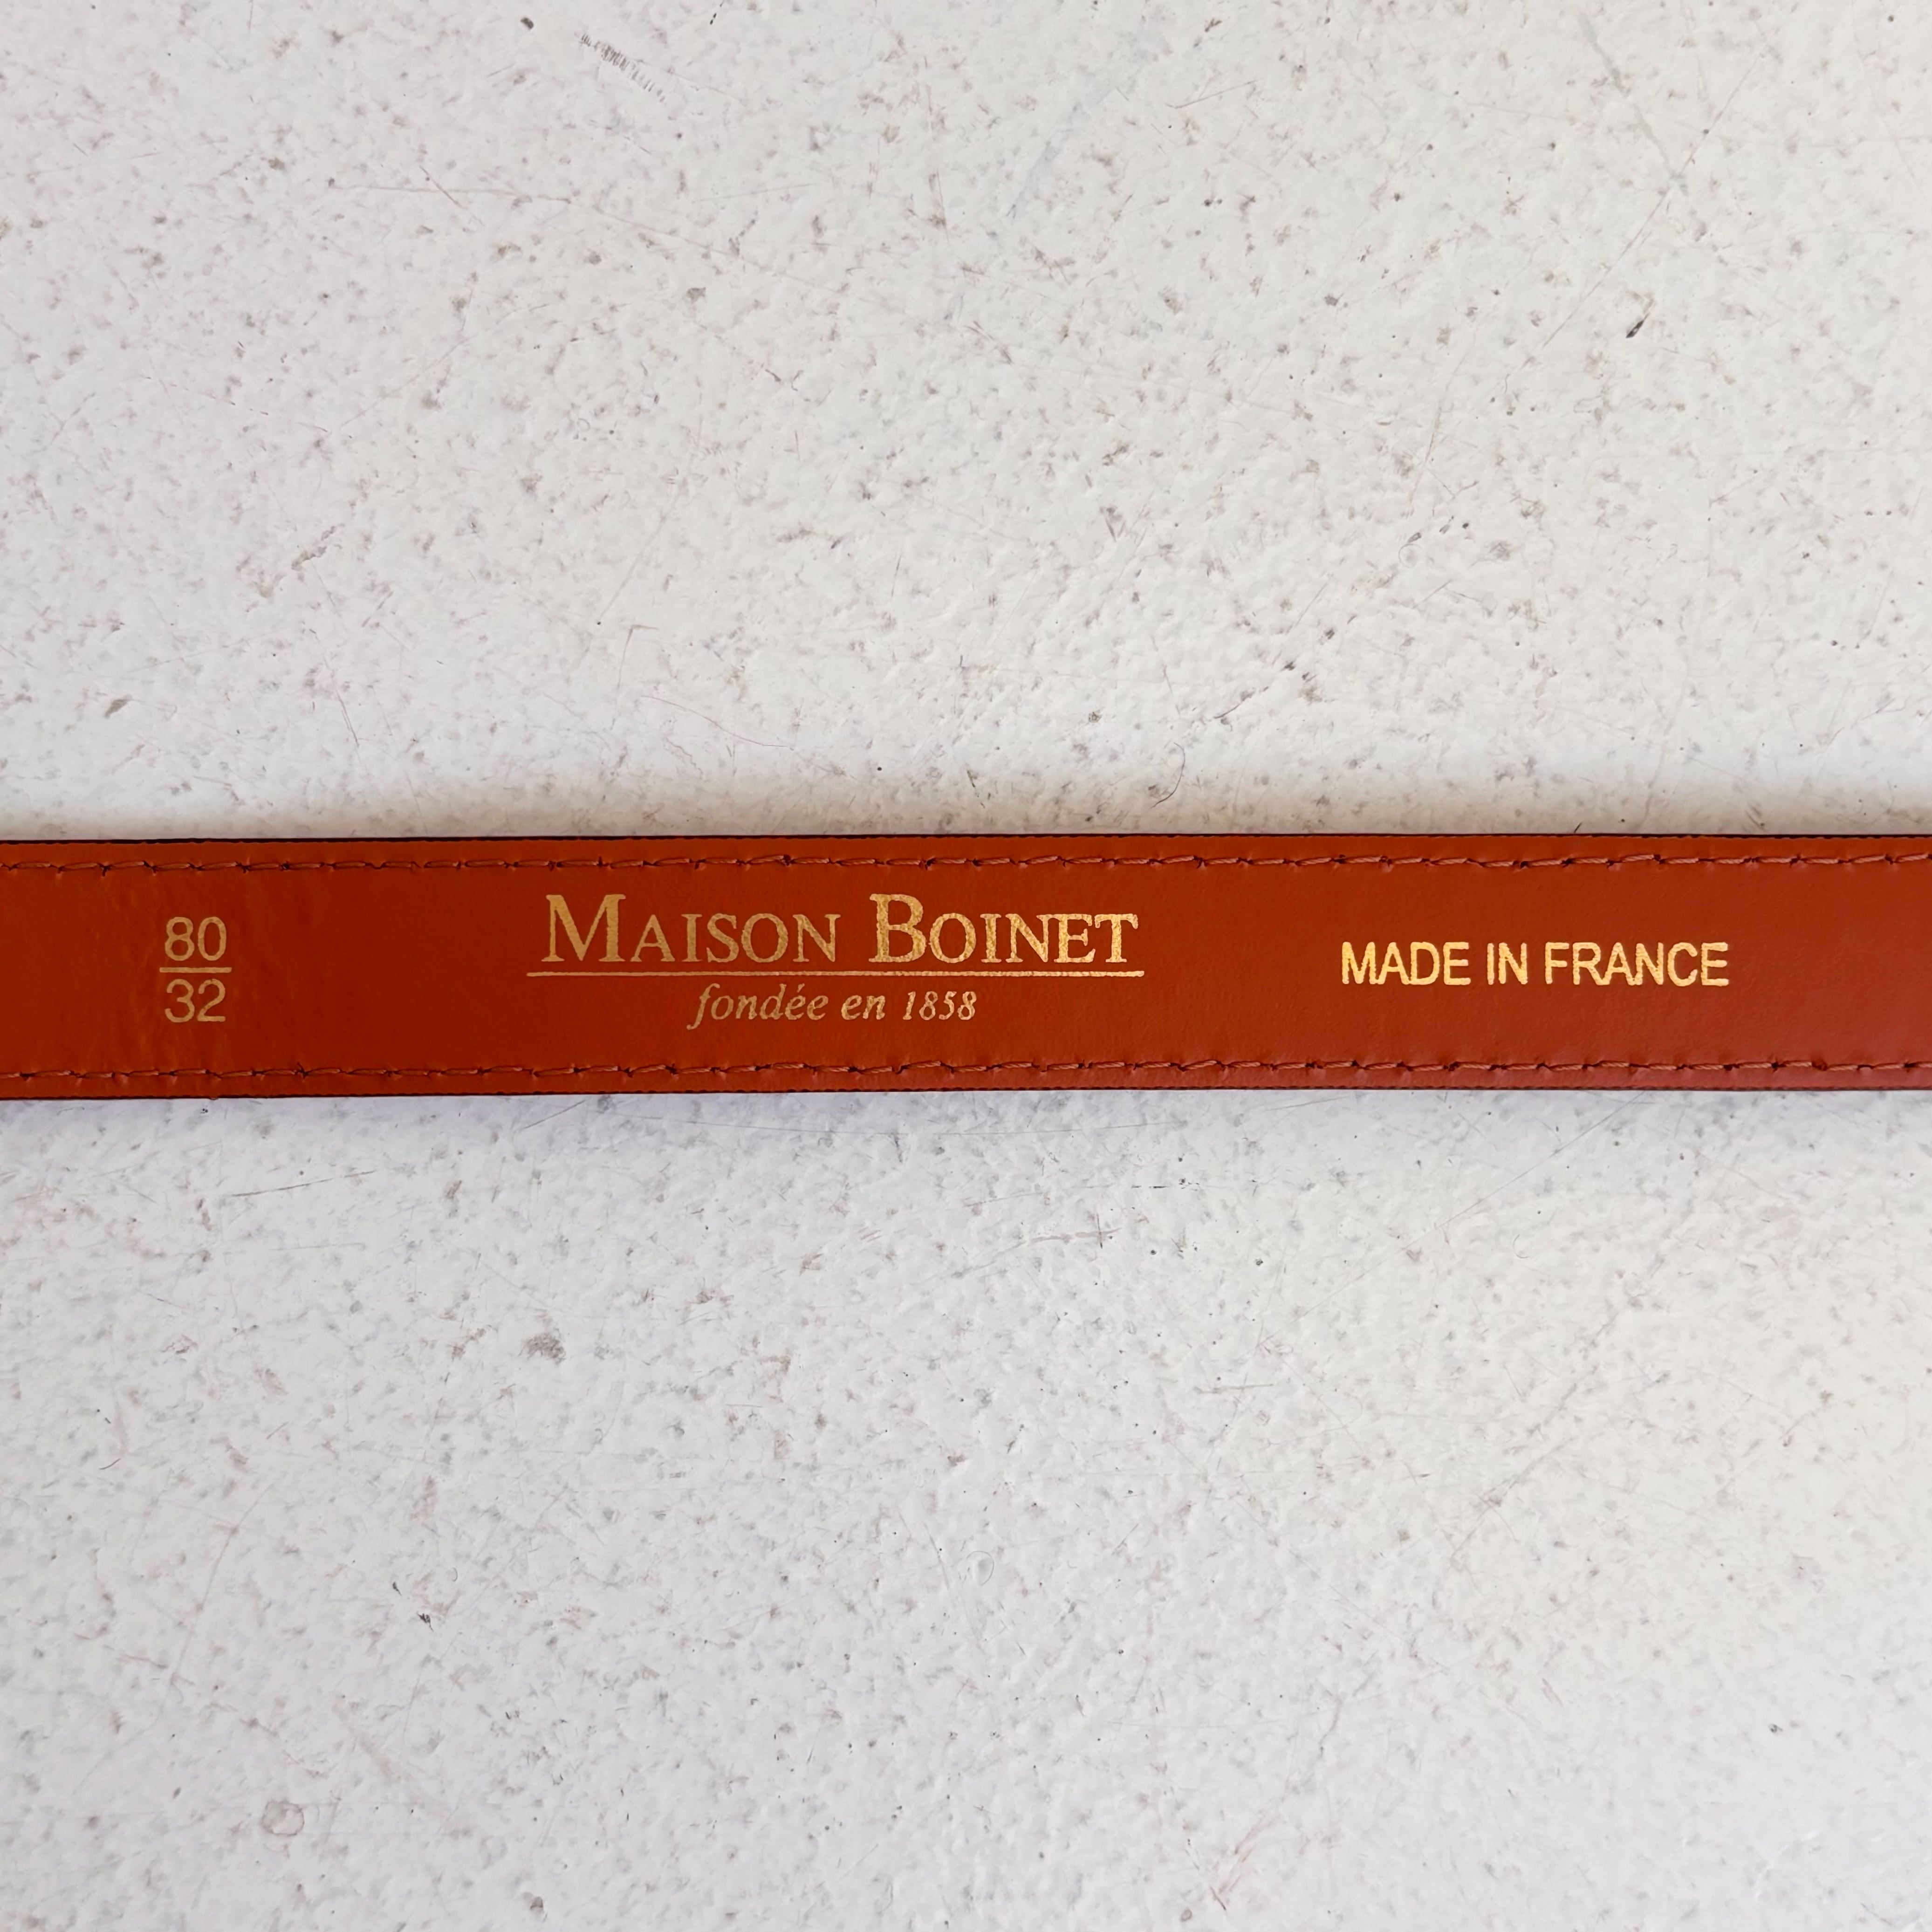 80
32
MAISON BOINET
fondée en 1858
MADE IN FRANCE